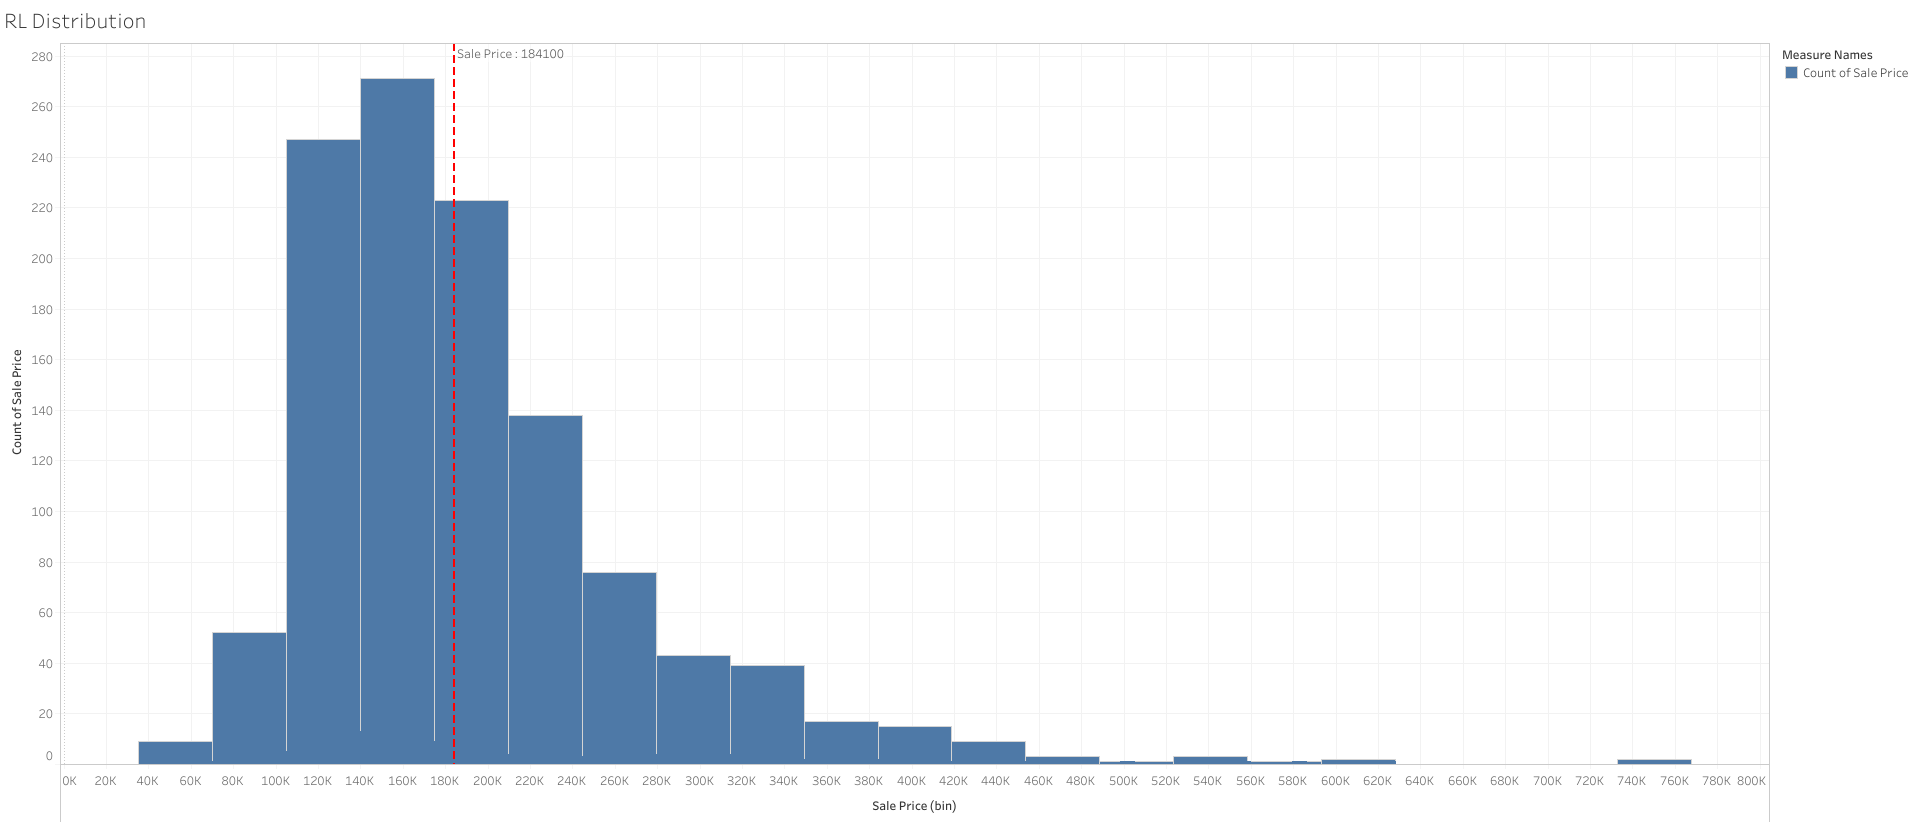 RL Distribution
Sale Price : 184100
Measure Names
Count of Sale Price
280
260
240
220
200
180
160
140
120
100
80
60
40
20
0
Count of Sale Price
0K 20K 40K 60K 80K 100K 120K 140K 160K 180K 200K 220K 240K 260K 280K 300K 320K 340K 360K 380K 400K 420K 440K 460K 480K 500K 520K 540K 560K 580K 600K 620K 640K 660K 680K 700K 720K 740K 760K 780K 800K
Sale Price (bin)